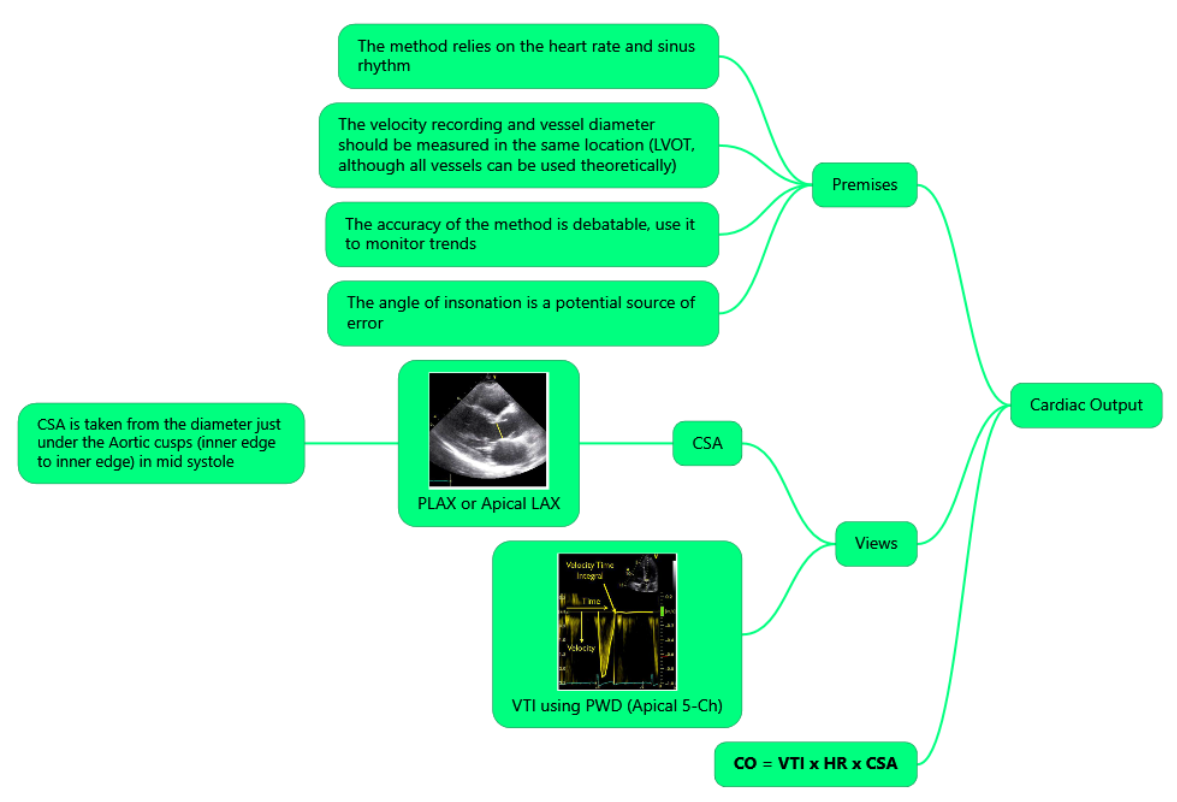 The method relies on the heart rate and sinus
rhythm
The velocity recording and vessel diameter
should be measured in the same location (LVOT,
although all vessels can be used theoretically)
Premises
The accuracy of the method is debatable, use it
to monitor trends
The angle of insonation is a potential source of
error
Cardiac Output
CSA is taken from the diameter just
under the Aortic cusps (inner edge
to inner edge) in mid systole
PLAX or Apical LAX
CSA
Views
Velocity Time
Integral
Time
Velocity
VTI using PWD (Apical 5-Ch)
CO = VTI x HR x CSA